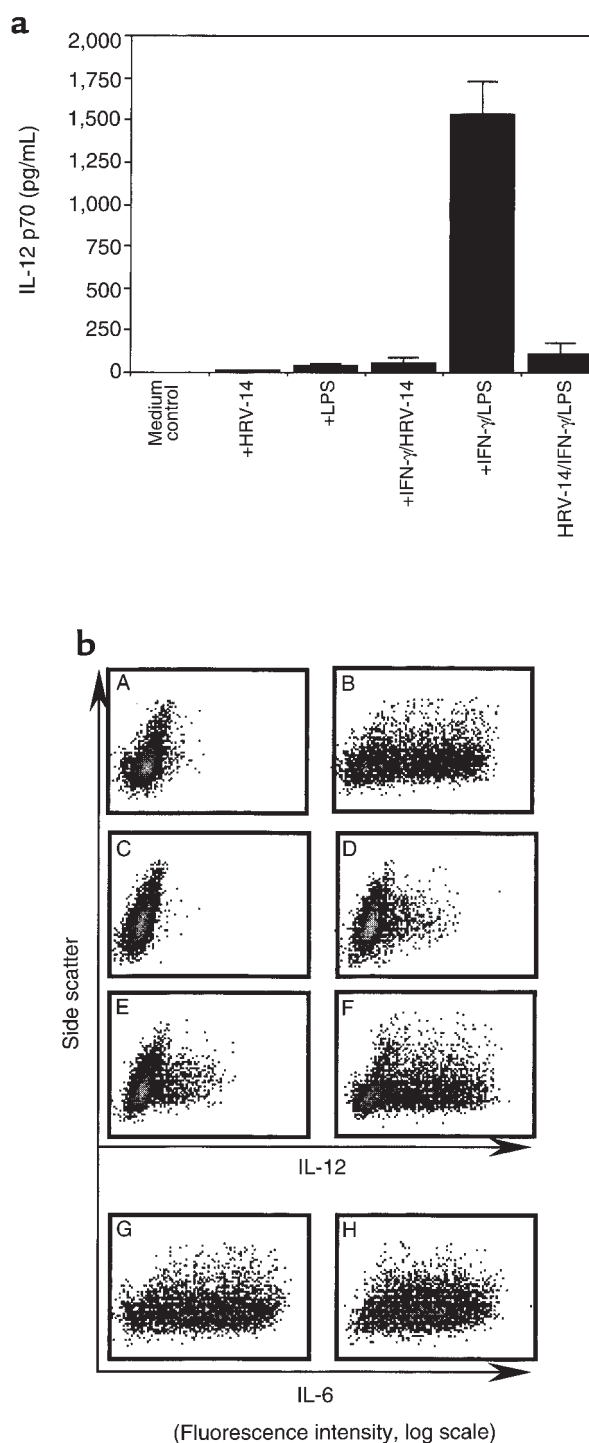 a
IL-12 p70 (pg/mL)
2,000
1,750
1,500
1,250
1,000
750
500
250
0
Medium
control
+HRV-14
+LPS
+IFN-γ/HRV-14
+IFN-γ/LPS
HRV-14/IFN-γ/LPS
b
Side scatter
A
B
C
D
E
F
IL-12
G
H
IL-6
(Fluorescence intensity, log scale)